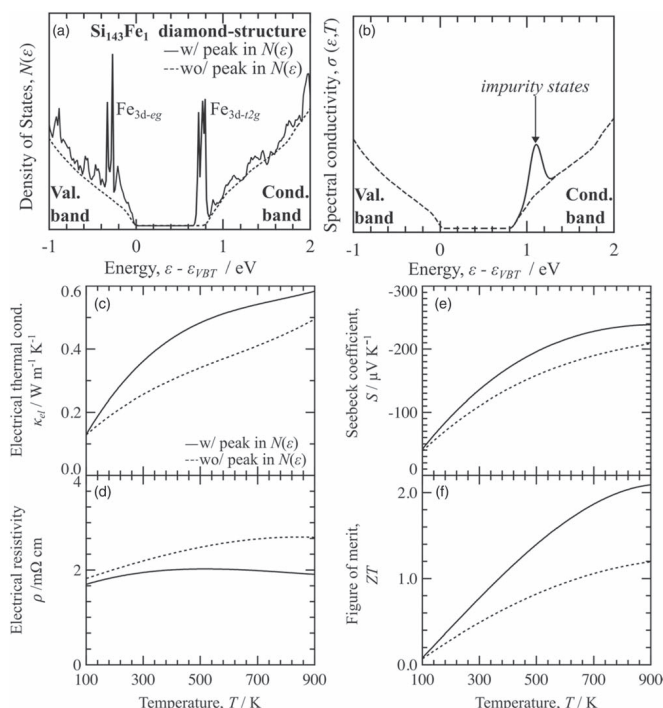 (a)
Si143Fe1 diamond-structure
w/ peak in N(ε)
wo/ peak in N(ε)
Fe3d-eg
Fe3d-t2g
Val.
band
Cond.
band
Density of States, N(ε)
-1 0 1 2
Energy, ε - εVBT / eV
(b)
impurity states
Val.
band
Cond.
band
Spectral conductivity, σ (ε,T)
-1 0 1 2
Energy, ε - εVBT / eV
(c)
0.6
0.4
0.2
0.0
Electrical thermal cond.
κel / W m-1 K-1
w/ peak in N(ε)
wo/ peak in N(ε)
(d)
4
2
0
Electrical resistivity
ρ /mΩ cm
100 300 500 700 900
Temperature, T / K
(e)
-300
-200
-100
0
Seebeck coefficient,
S / μV K-1
(f)
2.0
1.0
0.0
Figure of merit,
ZT
100 300 500 700 900
Temperature, T / K